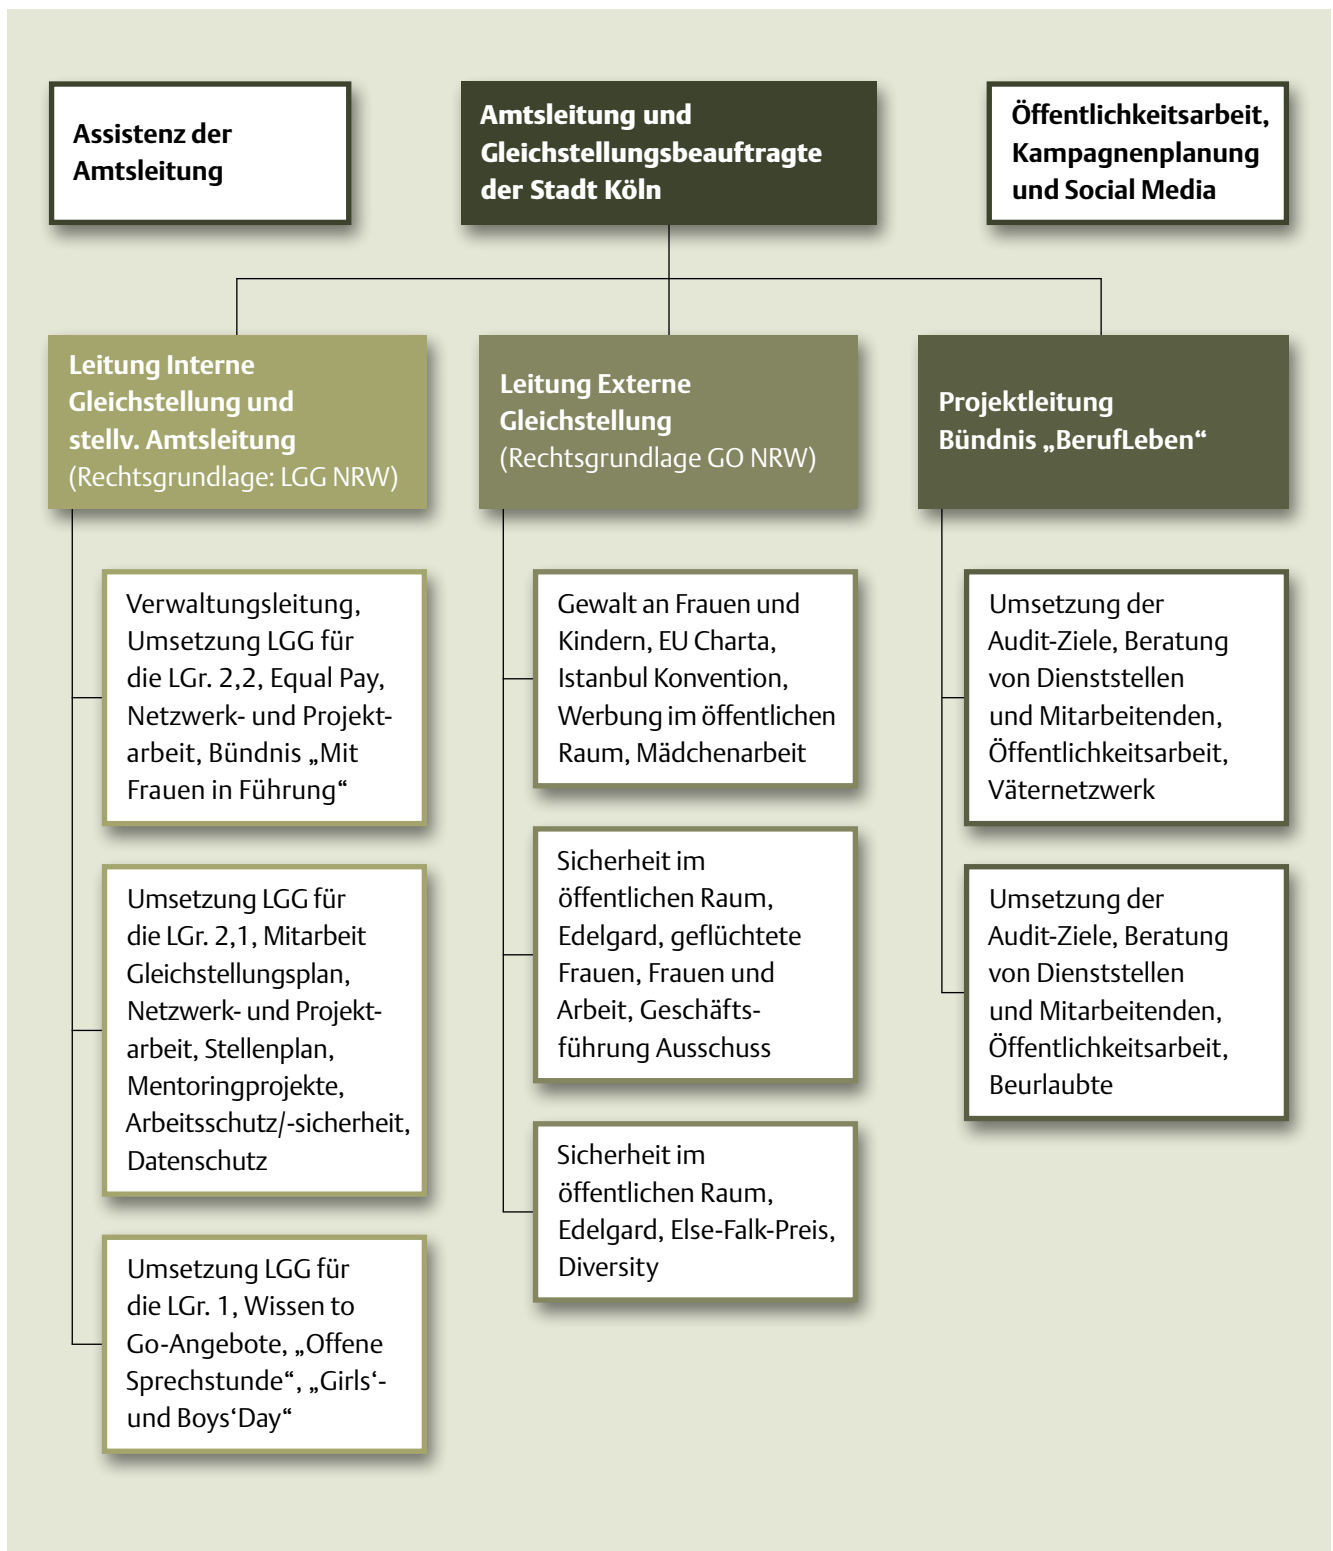 Assistenz der
Amtsleitung
Amtsleitung und
Gleichstellungsbeauftragte
der Stadt Köln
Öffentlichkeitsarbeit,
Kampagnenplanung
und Social Media
Leitung Interne
Gleichstellung und
stellv. Amtsleitung
(Rechtsgrundlage: LGG NRW)
Verwaltungsleitung,
Umsetzung LGG für
die LGr. 2,2, Equal Pay,
Netzwerk- und Projekt-
arbeit, Bündnis „Mit
Frauen in Führung“
Umsetzung LGG für
die LGr. 2,1, Mitarbeit
Gleichstellungsplan,
Netzwerk- und Projekt-
arbeit, Stellenplan,
Mentoringprojekte,
Arbeitsschutz/-sicherheit,
Datenschutz
Umsetzung LGG für
die LGr. 1, Wissen to
Go-Angebote, „Offene
Sprechstunde“, „Girls‘-
und Boys‘Day“
Leitung Externe
Gleichstellung
(Rechtsgrundlage GO NRW)
Gewalt an Frauen und
Kindern, EU Charta,
Istanbul Konvention,
Werbung im öffentlichen
Raum, Mädchenarbeit
Sicherheit im
öffentlichen Raum,
Edelgard, geflüchtete
Frauen, Frauen und
Arbeit, Geschäfts-
führung Ausschuss
Sicherheit im
öffentlichen Raum,
Edelgard, Else-Falk-Preis,
Diversity
Projektleitung
Bündnis „BerufLeben“
Umsetzung der
Audit-Ziele, Beratung
von Dienststellen
und Mitarbeitenden,
Öffentlichkeitsarbeit,
Väternetzwerk
Umsetzung der
Audit-Ziele, Beratung
von Dienststellen
und Mitarbeitenden,
Öffentlichkeitsarbeit,
Beurlaubte